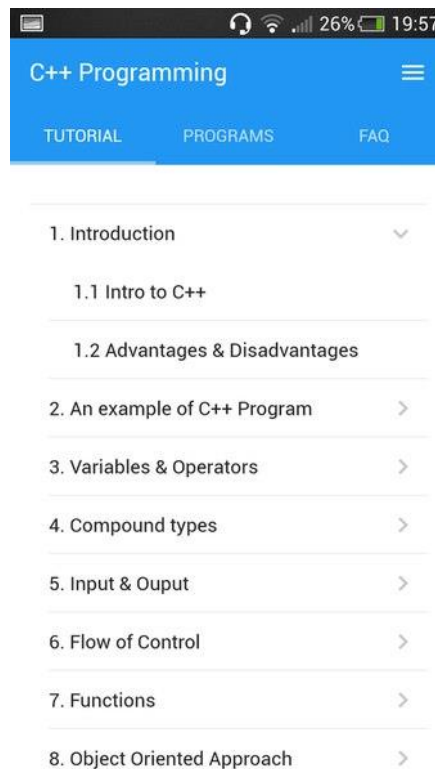 26% 19:57
C++ Programming
TUTORIAL PROGRAMS FAQ
1. Introduction
1.1 Intro to C++
1.2 Advantages & Disadvantages
2. An example of C++ Program
3. Variables & Operators
4. Compound types
5. Input & Ouput
6. Flow of Control
7. Functions
8. Object Oriented Approach